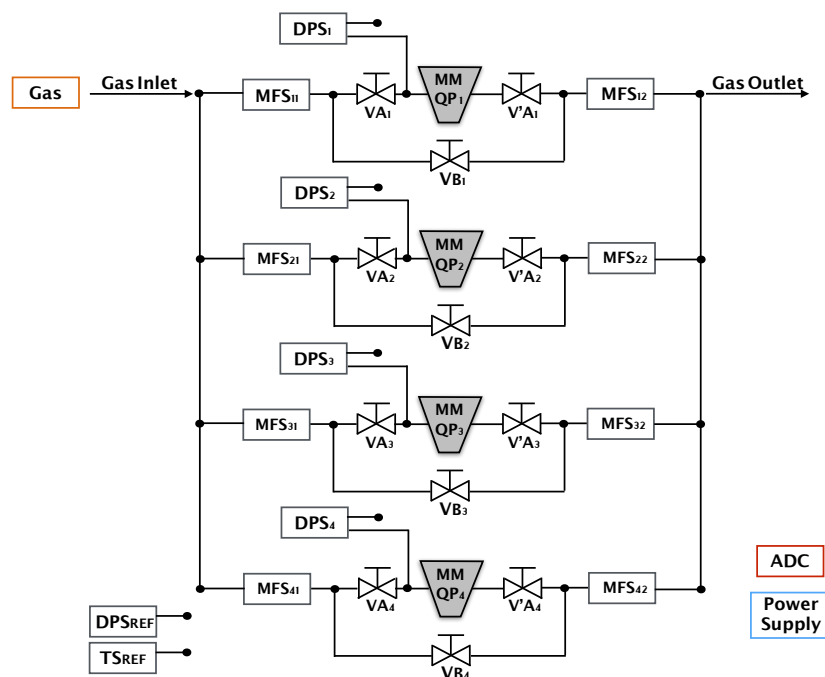 DPS₁
Gas
Gas Inlet
MFS₁₁
VA₁
MM
QP₁
V'A₁
MFS₁₂
Gas Outlet
VB₁
DPS₂
MFS₂₁
VA₂
MM
QP₂
V'A₂
MFS₂₂
VB₂
DPS₃
MFS₃₁
VA₃
MM
QP₃
V'A₃
MFS₃₂
VB₃
DPS₄
MFS₄₁
VA₄
MM
QP₄
V'A₄
MFS₄₂
VB₄
ADC
DPSREF
Power
Supply
TSREF